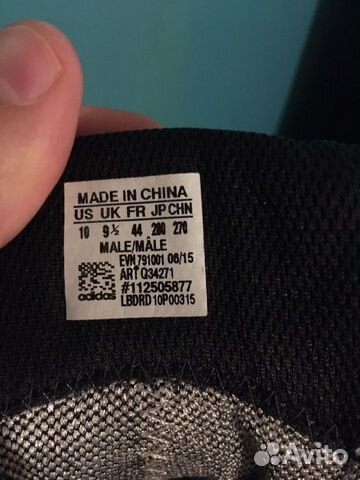 MADE IN CHINA
US UK FR JP CHN
10 9½ 44 280 270
MALE/MÂLE
EVN 791001 06/15
ART Q34271
#112505877
LBDRD 10P00315
adidas
Avito